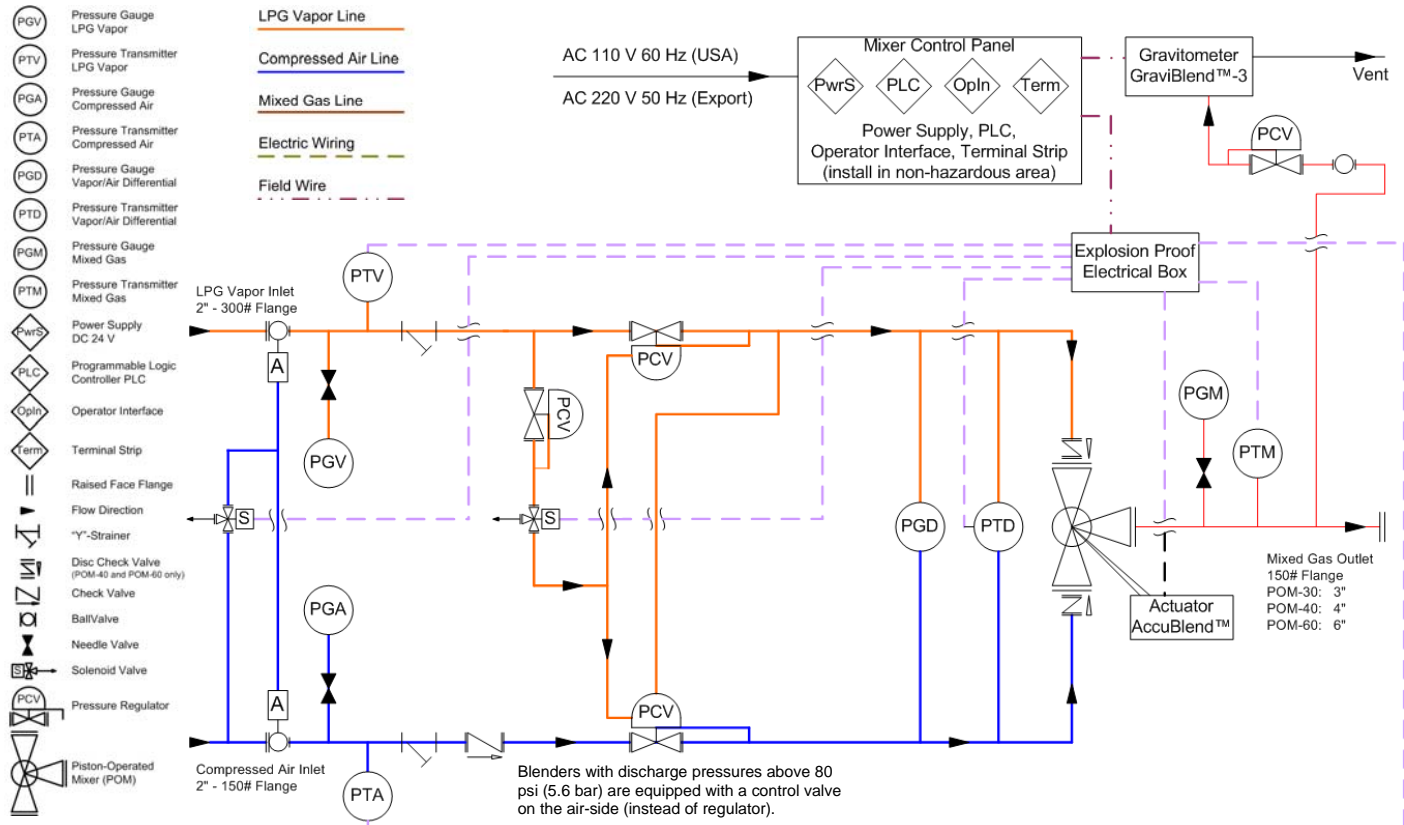 PGV
Pressure Gauge
LPG Vapor
PTV
Pressure Transmitter
LPG Vapor
PGA
Pressure Gauge
Compressed Air
PTA
Pressure Transmitter
Compressed Air
PGD
Pressure Gauge
Vapor/Air Differential
PTD
Pressure Transmitter
Vapor/Air Differential
PGM
Pressure Gauge
Mixed Gas
PTM
Pressure Transmitter
Mixed Gas
PwrS
Power Supply
DC 24 V
PLC
Programmable Logic
Controller PLC
OpIn
Operator Interface
Term
Terminal Strip
Raised Face Flange
Flow Direction
"Y"-Strainer
Disc Check Valve
(POM-40 and POM-60 only)
Check Valve
BallValve
Needle Valve
S
Solenoid Valve
PCV
Pressure Regulator
Piston-Operated
Mixer (POM)
LPG Vapor Line
Compressed Air Line
Mixed Gas Line
Electric Wiring
Field Wire
AC 110 V 60 Hz (USA)
AC 220 V 50 Hz (Export)
Mixer Control Panel
PwrS
PLC
OpIn
Term
Power Supply, PLC,
Operator Interface, Terminal Strip
(install in non-hazardous area)
Gravitometer
GraviBlend™-3
Vent
PCV
Explosion Proof
Electrical Box
PTV
LPG Vapor Inlet
2" - 300# Flange
A
PGV
PCV
PCV
S
S
PGD
PTD
PGM
PTM
Mixed Gas Outlet
150# Flange
POM-30: 3"
POM-40: 4"
POM-60: 6"
Actuator
AccuBlend™
PGA
A
PCV
Compressed Air Inlet
2" - 150# Flange
PTA
Blenders with discharge pressures above 80
psi (5.6 bar) are equipped with a control valve
on the air-side (instead of regulator).